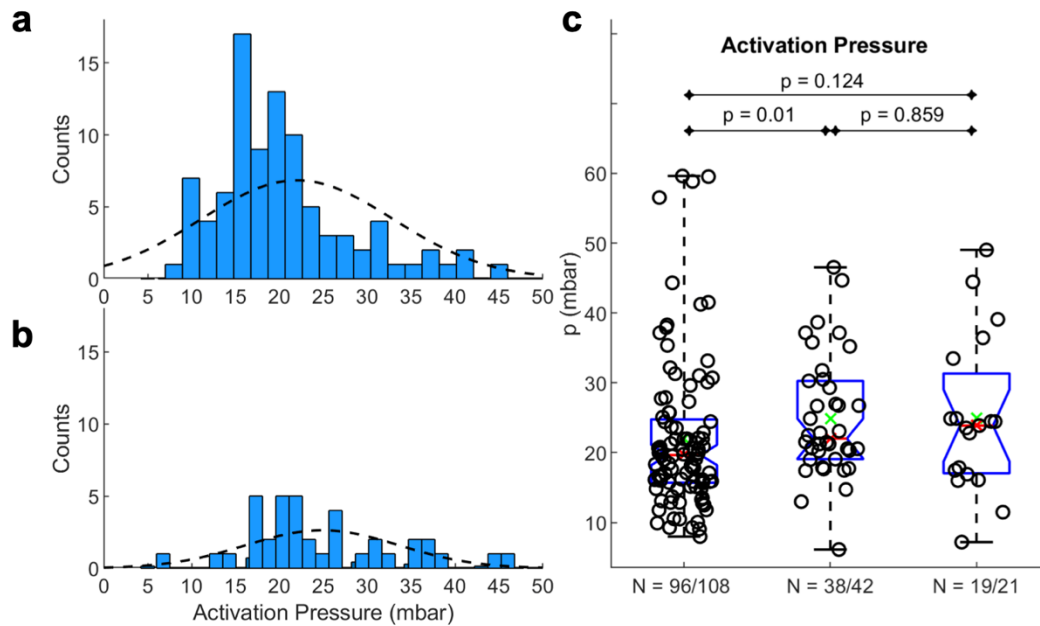 a
15
10
5
0
Counts
0 5 10 15 20 25 30 35 40 45 50
b
15
10
5
0
Counts
0 5 10 15 20 25 30 35 40 45 50
Activation Pressure (mbar)
c
Activation Pressure
p = 0.124
p = 0.01 p = 0.859
60
50
40
30
20
10
p (mbar)
N = 96/108 N = 38/42 N = 19/21